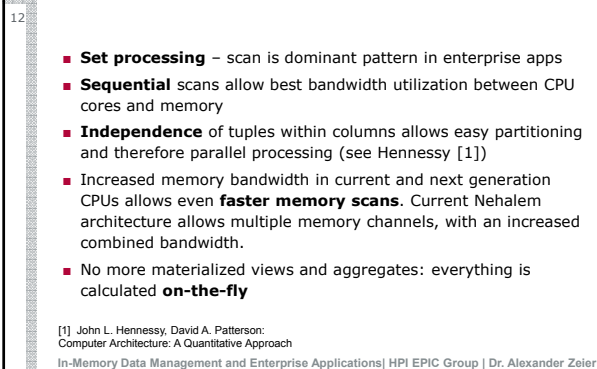 12
■ Set processing – scan is dominant pattern in enterprise apps
■ Sequential scans allow best bandwidth utilization between CPU
cores and memory
■ Independence of tuples within columns allows easy partitioning
and therefore parallel processing (see Hennessy [1])
■ Increased memory bandwidth in current and next generation
CPUs allows even faster memory scans. Current Nehalem
architecture allows multiple memory channels, with an increased
combined bandwidth.
■ No more materialized views and aggregates: everything is
calculated on-the-fly
[1] John L. Hennessy, David A. Patterson:
Computer Architecture: A Quantitative Approach
In-Memory Data Management and Enterprise Applications| HPI EPIC Group | Dr. Alexander Zeier